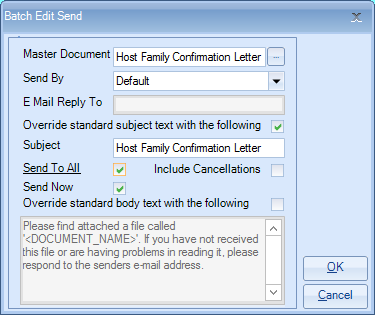 Batch Edit Send
Master Document Host Family Confirmation Letter ...
Send By Default
E Mail Reply To
Override standard subject text with the following
Subject Host Family Confirmation Letter
Send To All Include Cancellations
Send Now
Override standard body text with the following
Please find attached a file called
'<DOCUMENT_NAME>'. If you have not received
this file or are having problems in reading it, please
respond to the senders e-mail address.
OK
Cancel